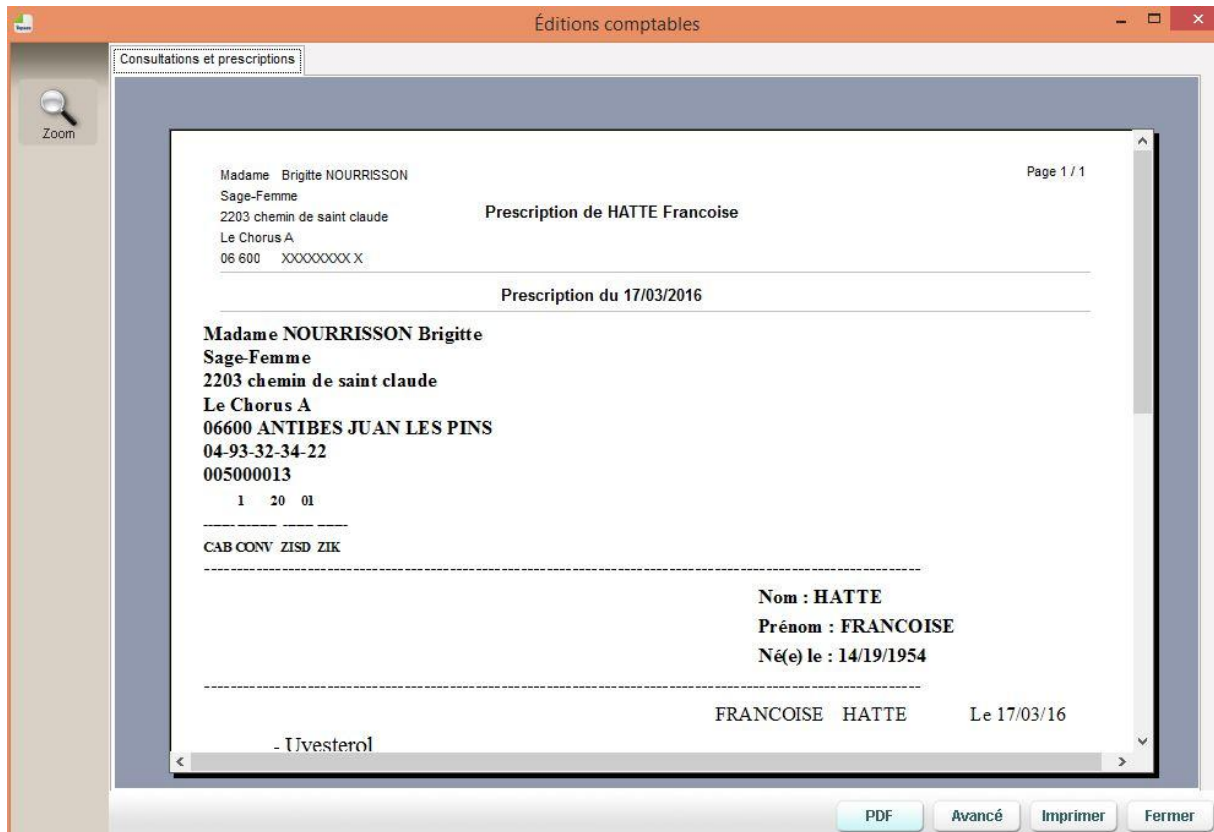 Éditions comptables
Consultations et prescriptions
Zoom
Madame Brigitte NOURRISSON
Page 1 / 1
Sage-Femme
2203 chemin de saint claude
Prescription de HATTE Francoise
Le Chorus A
06 600 XXXXXXXX X
Prescription du 17/03/2016
Madame NOURRISSON Brigitte
Sage-Femme
2203 chemin de saint claude
Le Chorus A
06600 ANTIBES JUAN LES PINS
04-93-32-34-22
005000013
1 20 01
CAB CONV ZISD ZIK
Nom : HATTE
Prénom : FRANCOISE
Né(e) le : 14/19/1954
FRANCOISE HATTE Le 17/03/16
- Uvesterol
PDF Avancé Imprimer Fermer